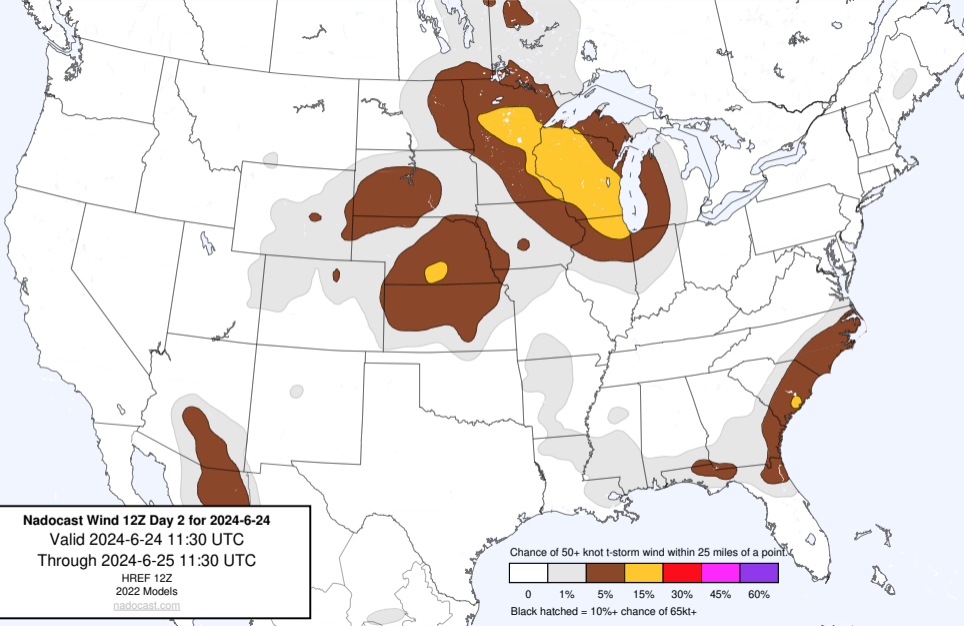 Nadocast Wind 12Z Day 2 for 2024-6-24
Valid 2024-6-24 11:30 UTC
Through 2024-6-25 11:30 UTC
HREF 12Z
2022 Models
nadocast.com
Chance of 50+ knot t-storm wind within 25 miles of a point.
0 1% 5% 15% 30% 45% 60%
Black hatched = 10%+ chance of 65kt+